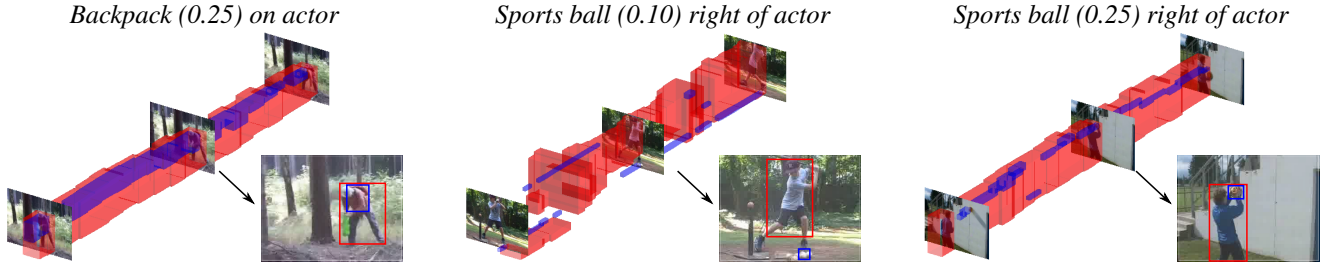 Backpack (0.25) on actor
Sports ball (0.10) right of actor
Sports ball (0.25) right of actor